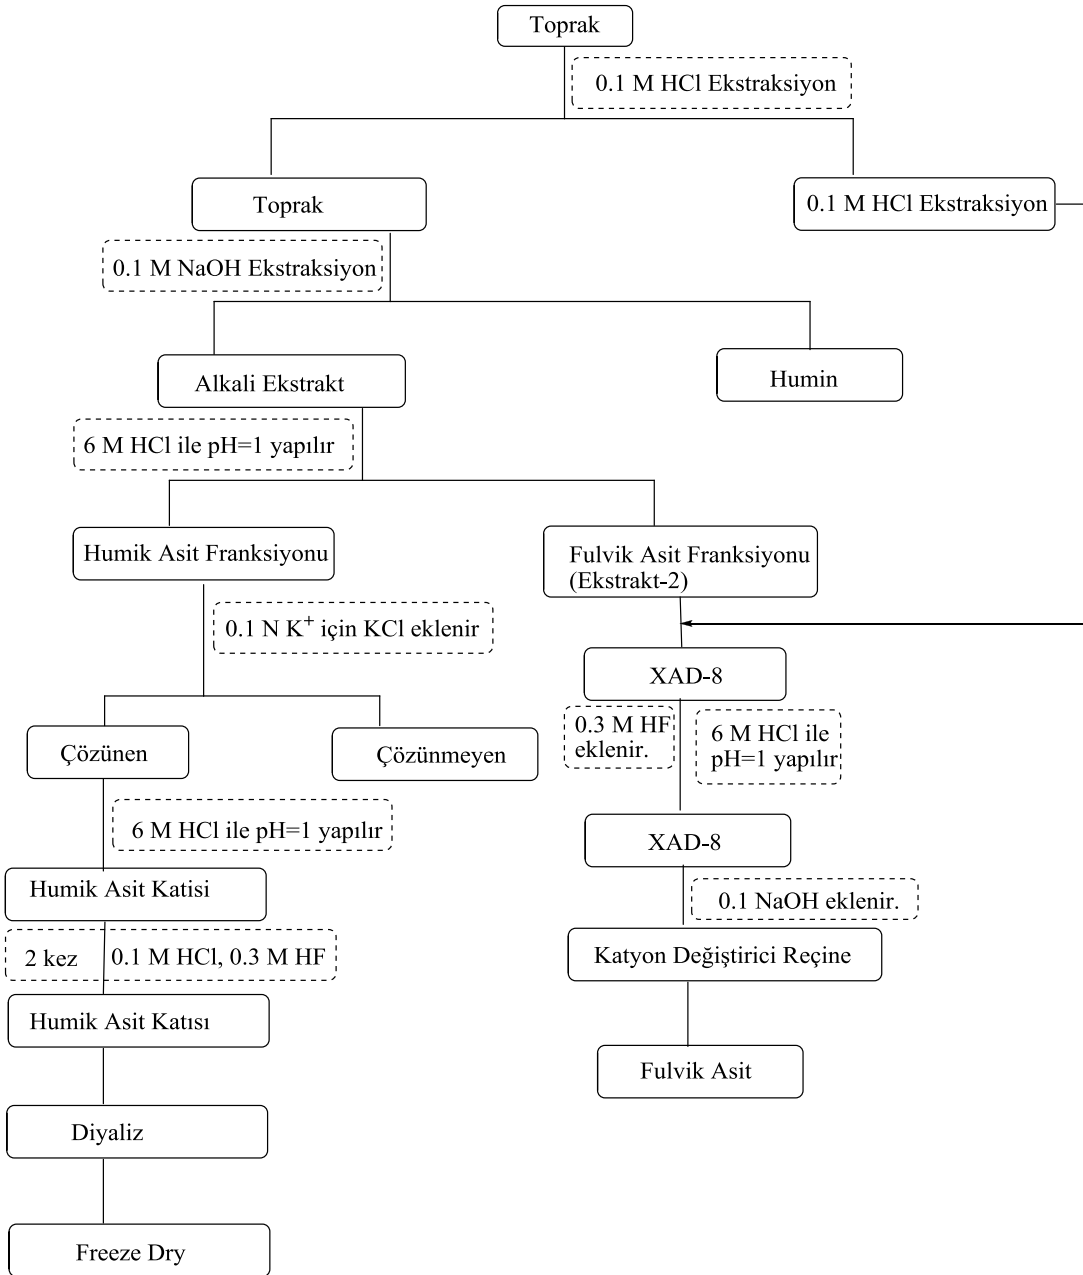 Toprak
0.1 M HCl Ekstraksiyon
Toprak
0.1 M HCl Ekstraksiyon
0.1 M NaOH Ekstraksiyon
Alkali Ekstrakt
Humin
6 M HCl ile pH=1 yapılır
Humik Asit Franksiyonu
Fulvik Asit Franksiyonu
(Ekstrakt-2)
0.1 N K+ için KCl eklenir
XAD-8
Çözünen
Çözünmeyen
0.3 M HF
eklenir.
6 M HCl ile
pH=1 yapılır
6 M HCl ile pH=1 yapılır
XAD-8
Humik Asit Katisi
0.1 NaOH eklenir.
2 kez 0.1 M HCl, 0.3 M HF
Katyon Değiştirici Reçine
Humik Asit Katısı
Fulvik Asit
Diyaliz
Freeze Dry